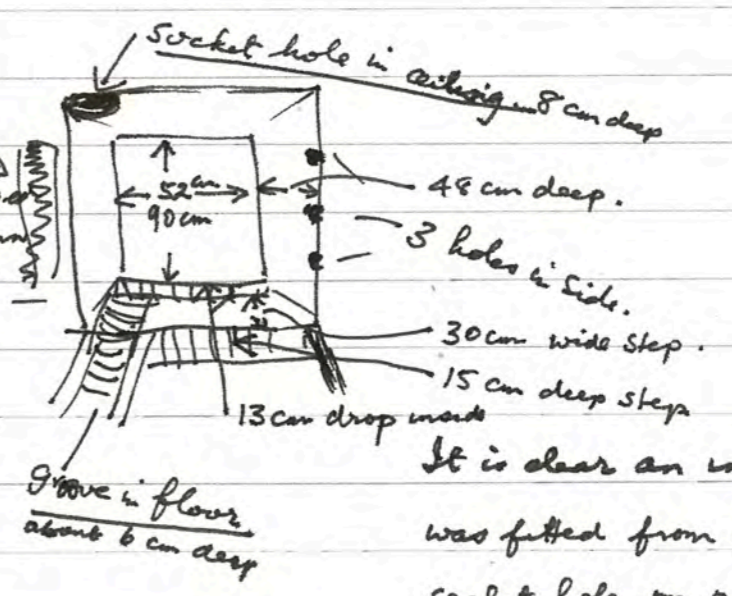 Socket hole in ceiling 8 cm deep
52 cm
90 cm
48 cm deep.
3 holes in side.
30 cm wide step.
15 cm deep step
13 cm drop inside
groove in floor
about 6 cm deep
It is clear an
was fitted from
socket hole